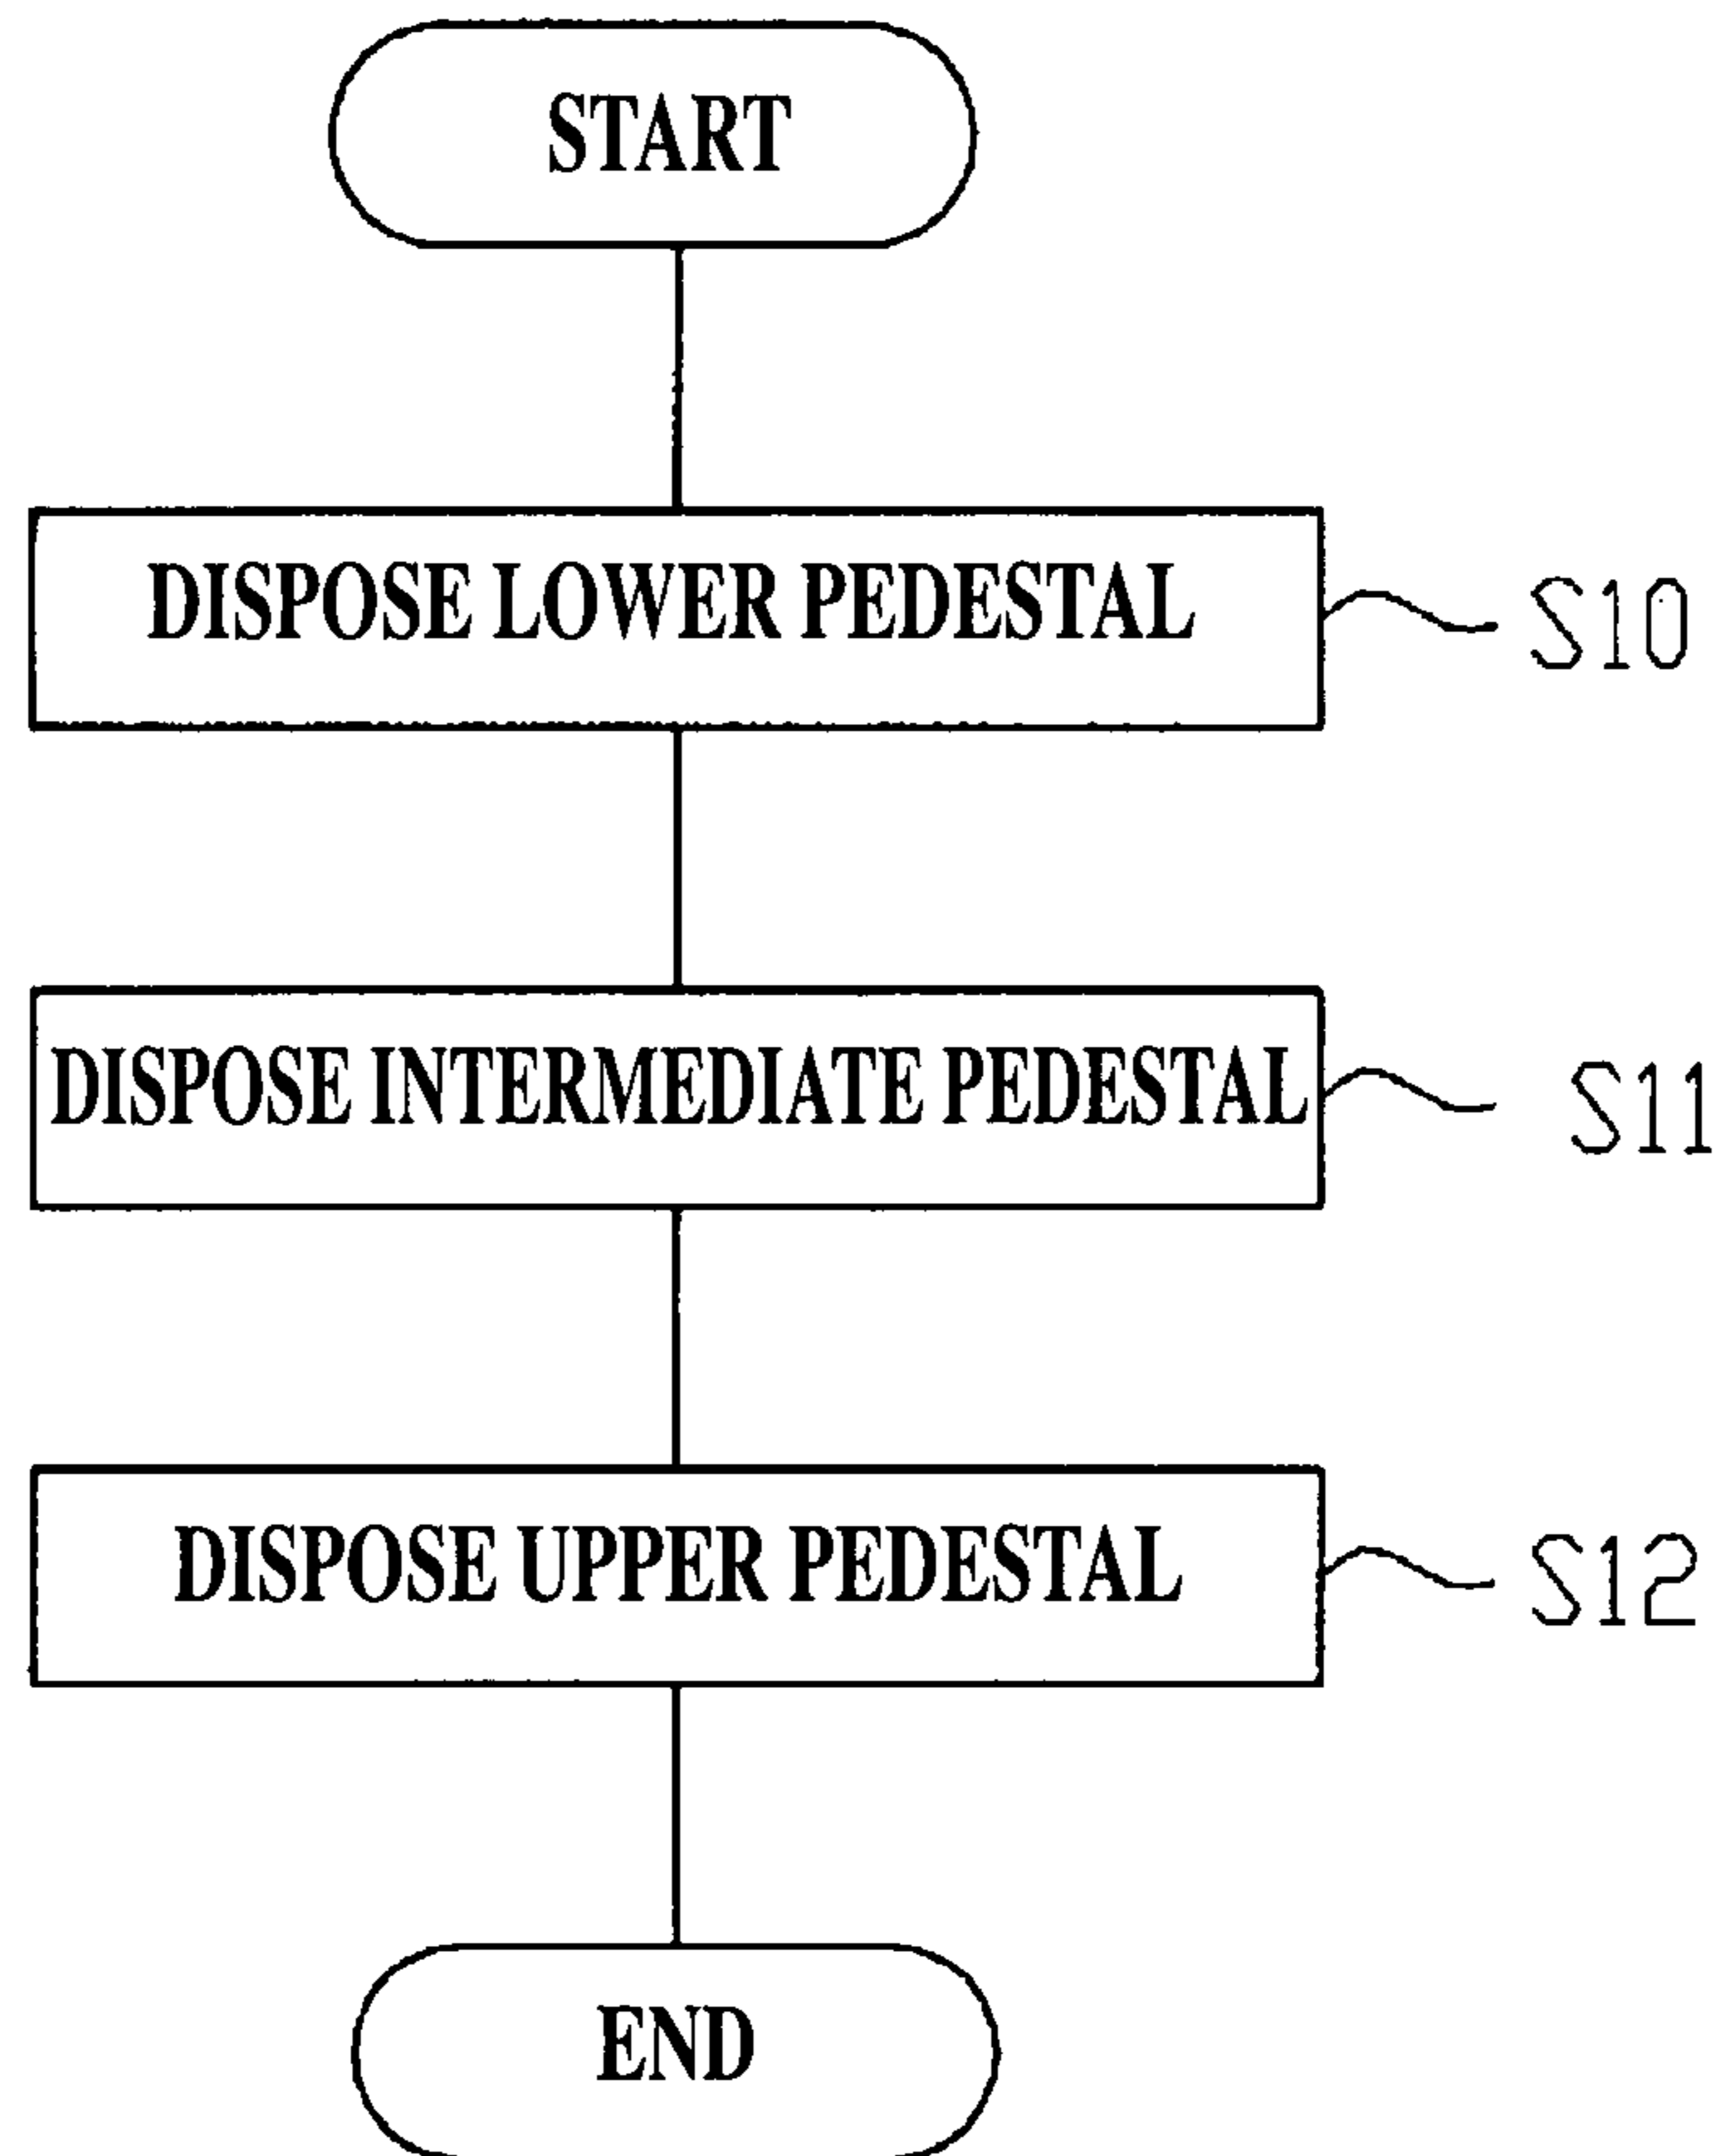 START
DISPOSE LOWER PEDESTAL
S10
DISPOSE INTERMEDIATE PEDESTAL
S11
DISPOSE UPPER PEDESTAL
S12
END